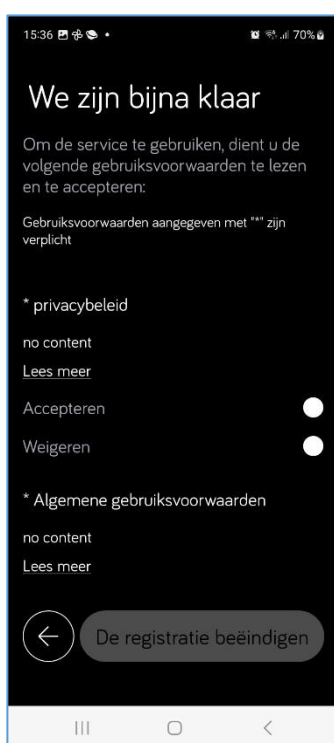 15:36
70%
We zijn bijna klaar
Om de service te gebruiken, dient u de
volgende gebruiksvoorwaarden te lezen
en te accepteren:
Gebruiksvoorwaarden aangegeven met "*" zijn
verplicht
* privacybeleid
no content
Lees meer
Accepteren
Weigeren
* Algemene gebruiksvoorwaarden
no content
Lees meer
De registratie beëindigen